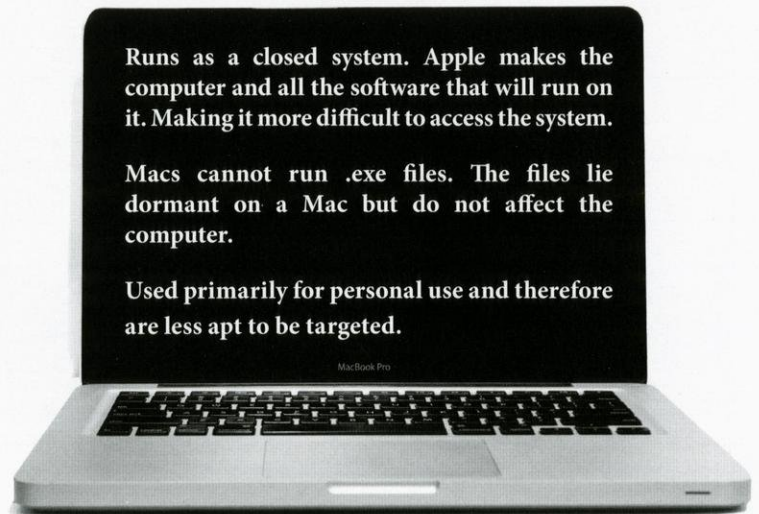 Runs as a closed system. Apple makes the
computer and all the software that will run on
it. Making it more difficult to access the system.
Macs cannot run .exe files. The files lie
dormant on a Mac but do not affect the
computer.
Used primarily for personal use and therefore
are less apt to be targeted.
MacBook Pro